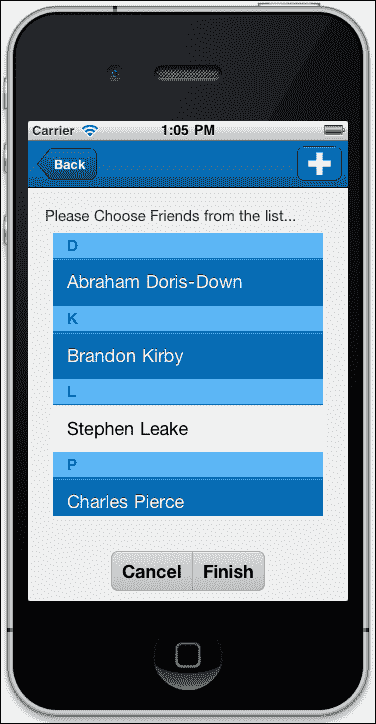 Carrier 1:05 PM
Back
Please Choose Friends from the list...
D
Abraham Doris-Down
K
Brandon Kirby
L
Stephen Leake
P
Charles Pierce
Cancel Finish